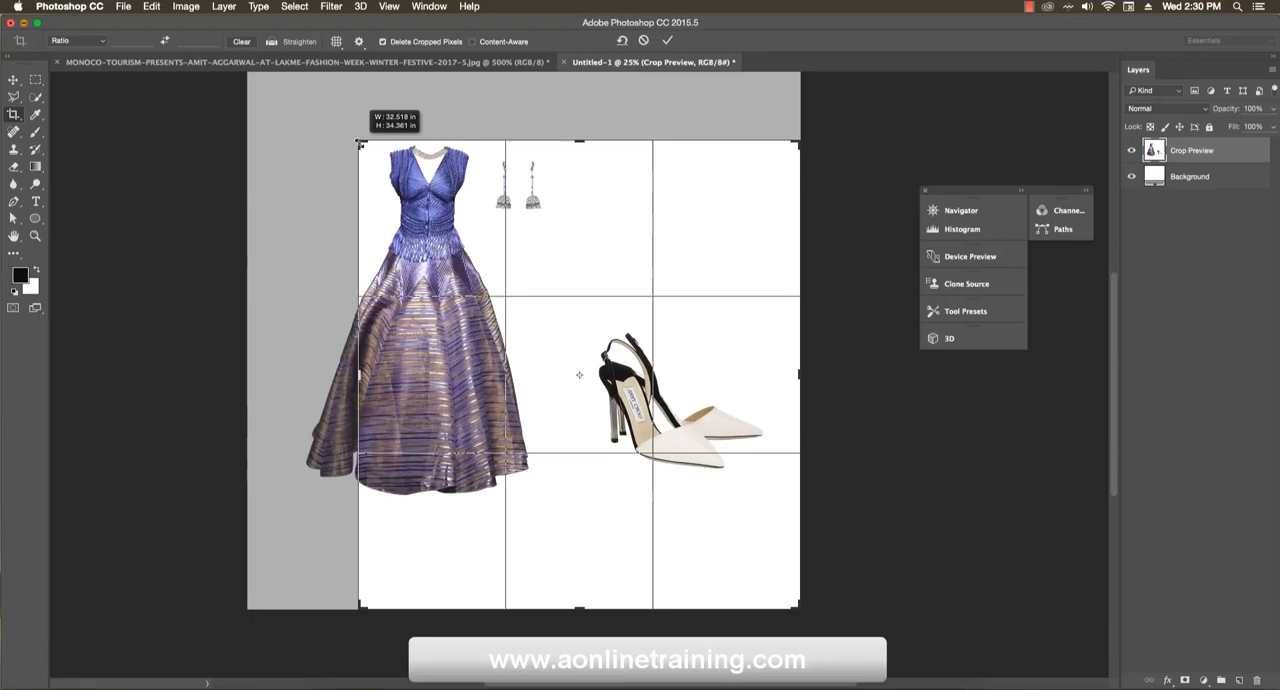 Photoshop CC File Edit Image Layer Type Select Filter 3D View Window Help Wed 2:30 PM
Adobe Photoshop CC 2015.5
Ratio Clear Straighten Delete Cropped Pixels Content-Aware Essentials
MONOCO-TOURISM-PRESENTS-AMIT-AGGARWAL-AT-LAKME-FASHION-WEEK-WINTER-FESTIVE-2017-5.jpg @ 500% (RGB/8) * Untitled-1 @ 25% (Crop Preview, RGB/8#) *
Layers
Kind
Normal Opacity: 100%
Lock: Fill: 100%
Crop Preview
Background
W: 32.518 in
H: 34.361 in
Navigator Channe...
Histogram Paths
Device Preview
Clone Source
Tool Presets
3D
JIMMY CHOO
www.aonlinetraining.com